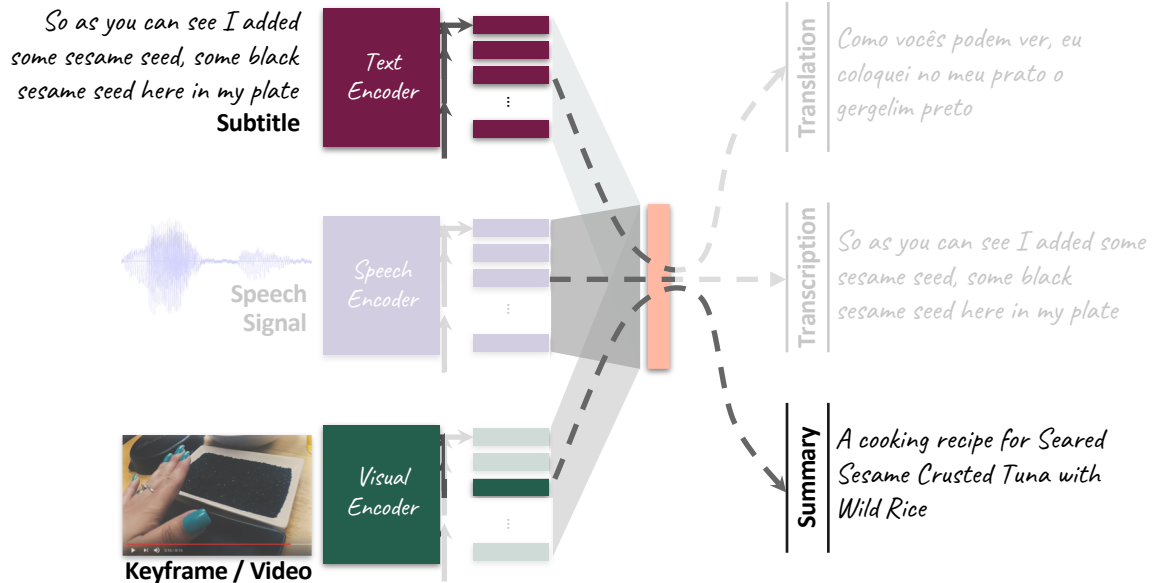 So as you can see I added
some sesame seed, some black
sesame seed here in my plate
Subtitle
Text
Encoder
...
Translation
Como vocês podem ver, eu
coloquei no meu prato o
gergelim preto
Speech
Signal
Speech
Encoder
...
Transcription
So as you can see I added some
sesame seed, some black
sesame seed here in my plate
Keyframe / Video
Visual
Encoder
...
Summary
A cooking recipe for Seared
Sesame Crusted Tuna with
Wild Rice